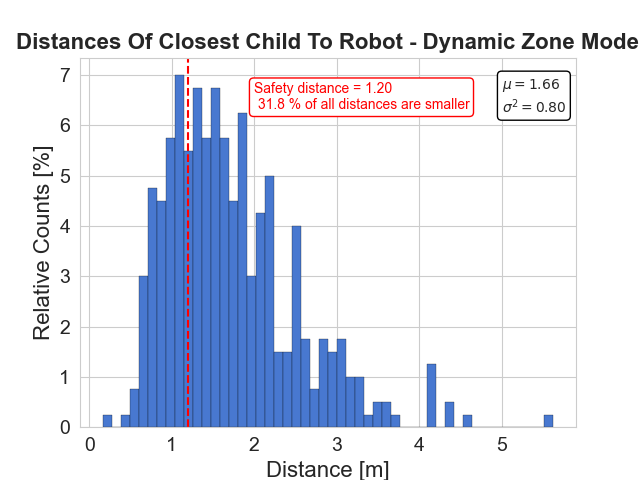 Distances Of Closest Child To Robot - Dynamic Zone Mode
Safety distance = 1.20
31.8 % of all distances are smaller
μ = 1.66
σ² = 0.80
Relative Counts [%]
7
6
5
4
3
2
1
0
0 1 2 3 4 5
Distance [m]